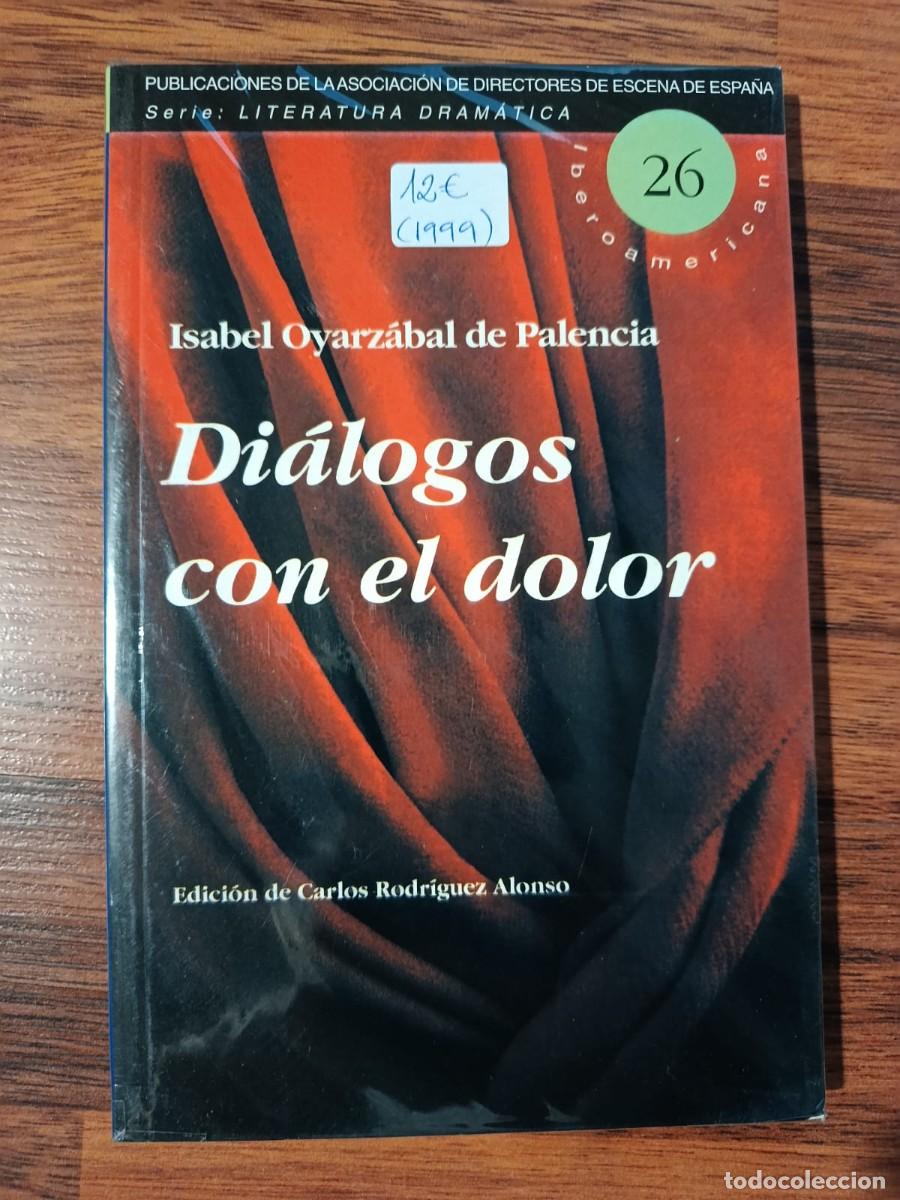 PUBLICACIONES DE LA ASOCIACIÓN DE DIRECTORES DE ESCENA DE ESPAÑA
Serie: LITERATURA DRAMÁTICA
26
Iberoamericana
12€
(1999)
Isabel Oyarzábal de Palencia
Diálogos
con el dolor
Edición de Carlos Rodríguez Alonso
todocoleccion